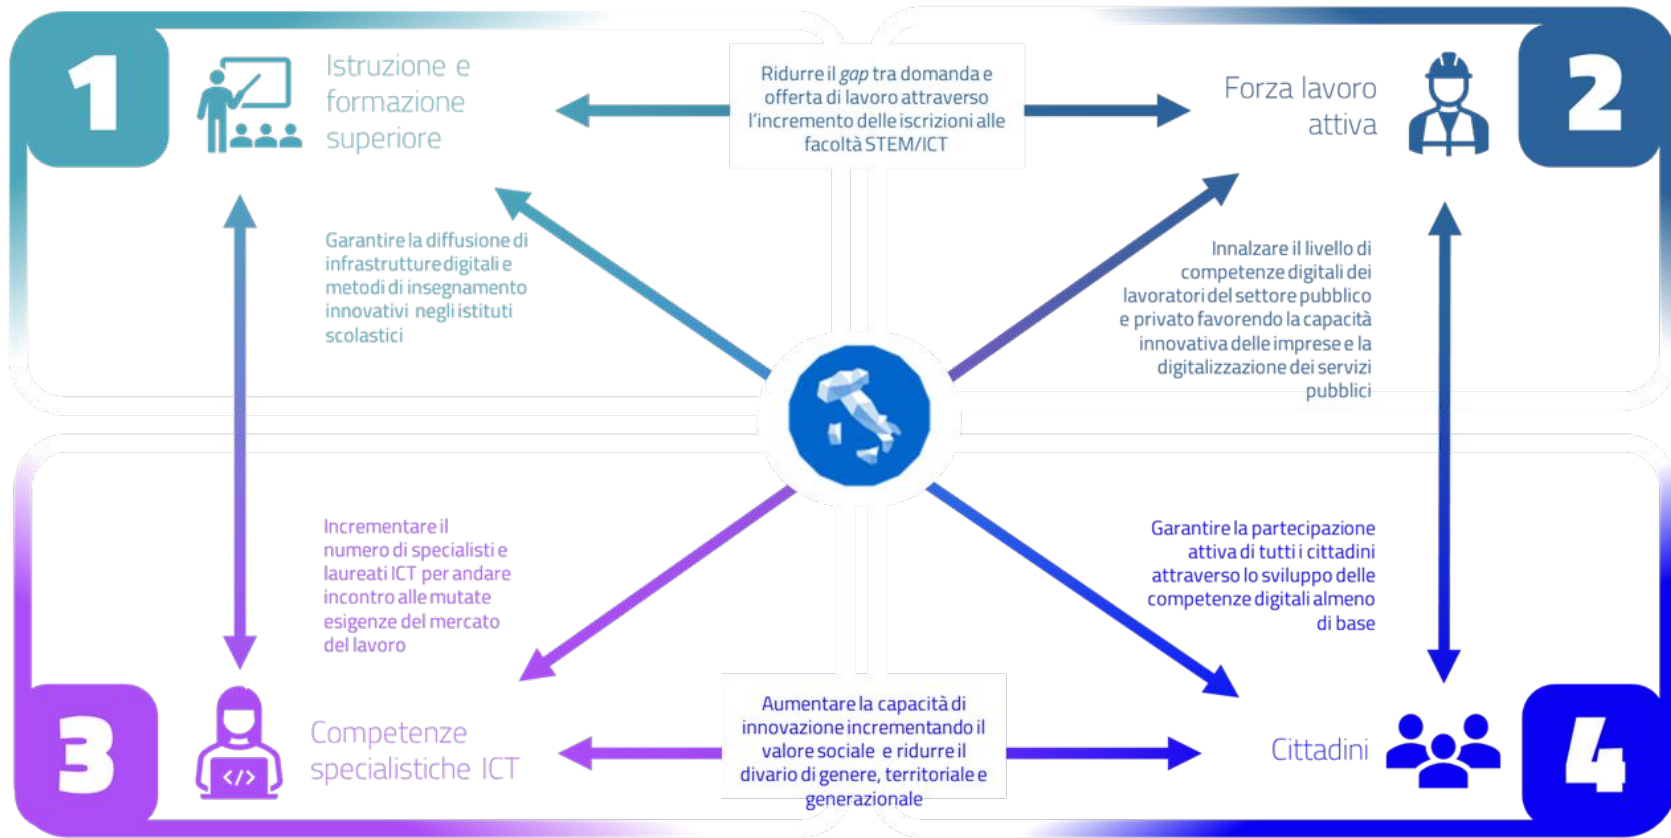 1
Istruzione e
formazione
superiore
Ridurre il gap tra domanda e
offerta di lavoro attraverso
l'incremento delle iscrizioni alle
facoltà STEM/ICT
Forza lavoro
attiva
2
Garantire la diffusione di
infrastrutture digitali e
metodi di insegnamento
innovativi negli istituti
scolastici
Innalzare il livello di
competenze digitali dei
lavoratori del settore pubblico
e privato favorendo la capacità
innovativa delle imprese e la
digitalizzazione dei servizi
pubblici
Incrementare il
numero di specialisti e
laureati ICT per andare
incontro alle mutate
esigenze del mercato
del lavoro
Garantire la partecipazione
attiva di tutti i cittadini
attraverso lo sviluppo delle
competenze digitali almeno
di base
3
</>
Competenze
specialistiche ICT
Aumentare la capacità di
innovazione incrementando il
valore sociale e ridurre il
divario di genere, territoriale e
generazionale
Cittadini
4